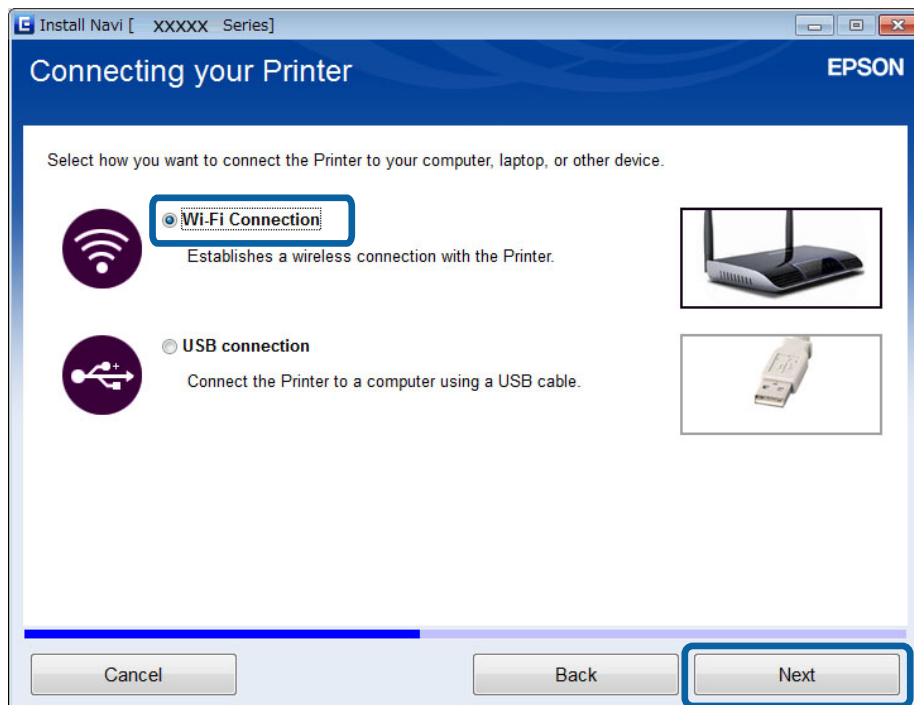 Install Navi [ XXXXX Series]
Connecting your Printer
EPSON
Select how you want to connect the Printer to your computer, laptop, or other device.
Wi-Fi Connection
Establishes a wireless connection with the Printer.
USB connection
Connect the Printer to a computer using a USB cable.
Cancel
Back
Next